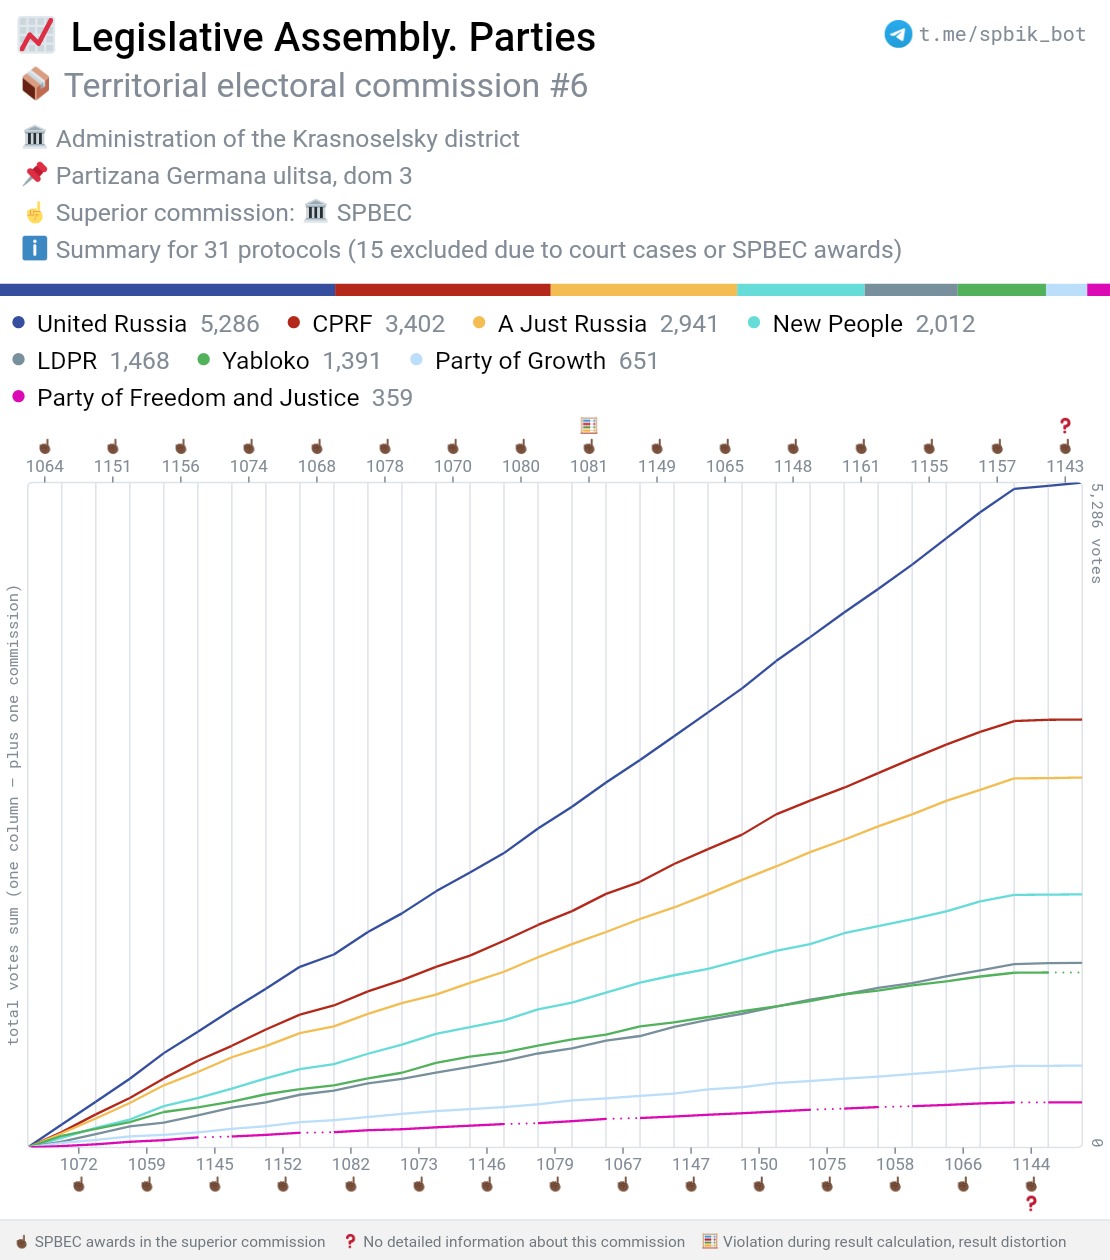 Legislative Assembly. Parties
t.me/spbik_bot
Territorial electoral commission #6
Administration of the Krasnoselsky district
Partizana Germana ulitsa, dom 3
Superior commission: SPBEC
Summary for 31 protocols (15 excluded due to court cases or SPBEC awards)
United Russia 5,286 CPRF 3,402 A Just Russia 2,941 New People 2,012
LDPR 1,468 Yabloko 1,391 Party of Growth 651
Party of Freedom and Justice 359
?
1064 1151 1156 1074 1068 1078 1070 1080 1081 1149 1065 1148 1161 1155 1157 1143
5,286 votes
total votes sum (one column – plus one commission)
0
1072 1059 1145 1152 1082 1073 1146 1079 1067 1147 1150 1075 1058 1066 1144
?
SPBEC awards in the superior commission ? No detailed information about this commission Violation during result calculation, result distortion